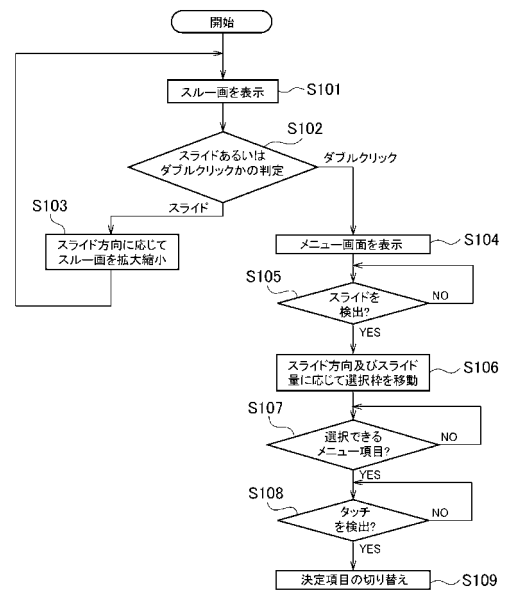 開始
スルー画を表示
S101
S102
スライドあるいは
ダブルクリックかの判定
ダブルクリック
スライド
S103
スライド方向に応じて
スルー画を拡大縮小
メニュー画面を表示
S104
S105
スライドを
検出?
NO
YES
スライド方向及びスライド
量に応じて選択枠を移動
S106
S107
選択できる
メニュー項目?
NO
YES
S108
タッチ
を検出?
NO
YES
決定項目の切り替え
S109